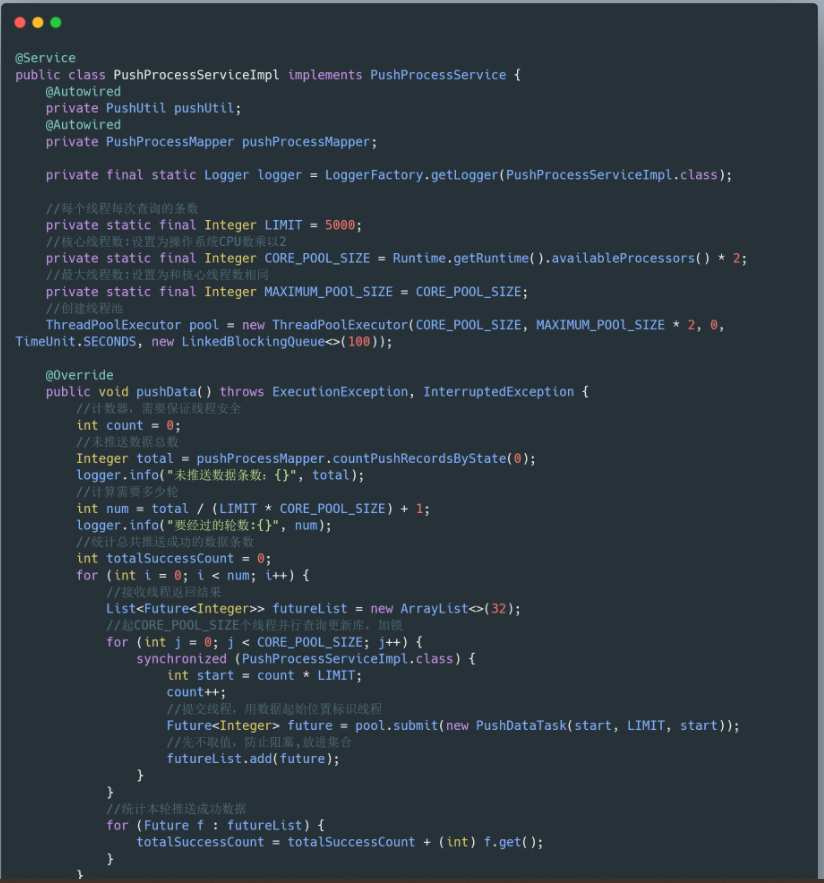 @Service
public class PushProcessServiceImpl implements PushProcessService {
    @Autowired
    private PushUtil pushUtil;
    @Autowired
    private PushProcessMapper pushProcessMapper;

    private final static Logger logger = LoggerFactory.getLogger(PushProcessServiceImpl.class);

    //每个线程每次查询的条数
    private static final Integer LIMIT = 5000;
    //核心线程数:设置为操作系统CPU数乘以2
    private static final Integer CORE_POOL_SIZE = Runtime.getRuntime().availableProcessors() * 2;
    //最大线程数:设置为和核心线程数相同
    private static final Integer MAXIMUM_POOl_SIZE = CORE_POOL_SIZE;
    //创建线程池
    ThreadPoolExecutor pool = new ThreadPoolExecutor(CORE_POOL_SIZE, MAXIMUM_POOl_SIZE * 2, 0,
TimeUnit.SECONDS, new LinkedBlockingQueue<>(100));

    @Override
    public void pushData() throws ExecutionException, InterruptedException {
        //计数器，需要保证线程安全
        int count = 0;
        //未推送数据总数
        Integer total = pushProcessMapper.countPushRecordsByState(0);
        logger.info("未推送数据条数：{}", total);
        //计算需要多少轮
        int num = total / (LIMIT * CORE_POOL_SIZE) + 1;
        logger.info("要经过的轮数:{}", num);
        //统计总共推送成功的数据条数
        int totalSuccessCount = 0;
        for (int i = 0; i < num; i++) {
            //接收线程返回结果
            List<Future<Integer>> futureList = new ArrayList<>(32);
            //起CORE_POOL_SIZE个线程并行查询更新库，加锁
            for (int j = 0; j < CORE_POOL_SIZE; j++) {
                synchronized (PushProcessServiceImpl.class) {
                    int start = count * LIMIT;
                    count++;
                    //提交线程，用数据起始位置标识线程
                    Future<Integer> future = pool.submit(new PushDataTask(start, LIMIT, start));
                    //先不取值，防止阻塞,放进集合
                    futureList.add(future);
                }
            }
            //统计本轮推送成功数据
            for (Future f : futureList) {
                totalSuccessCount = totalSuccessCount + (int) f.get();
            }
        }